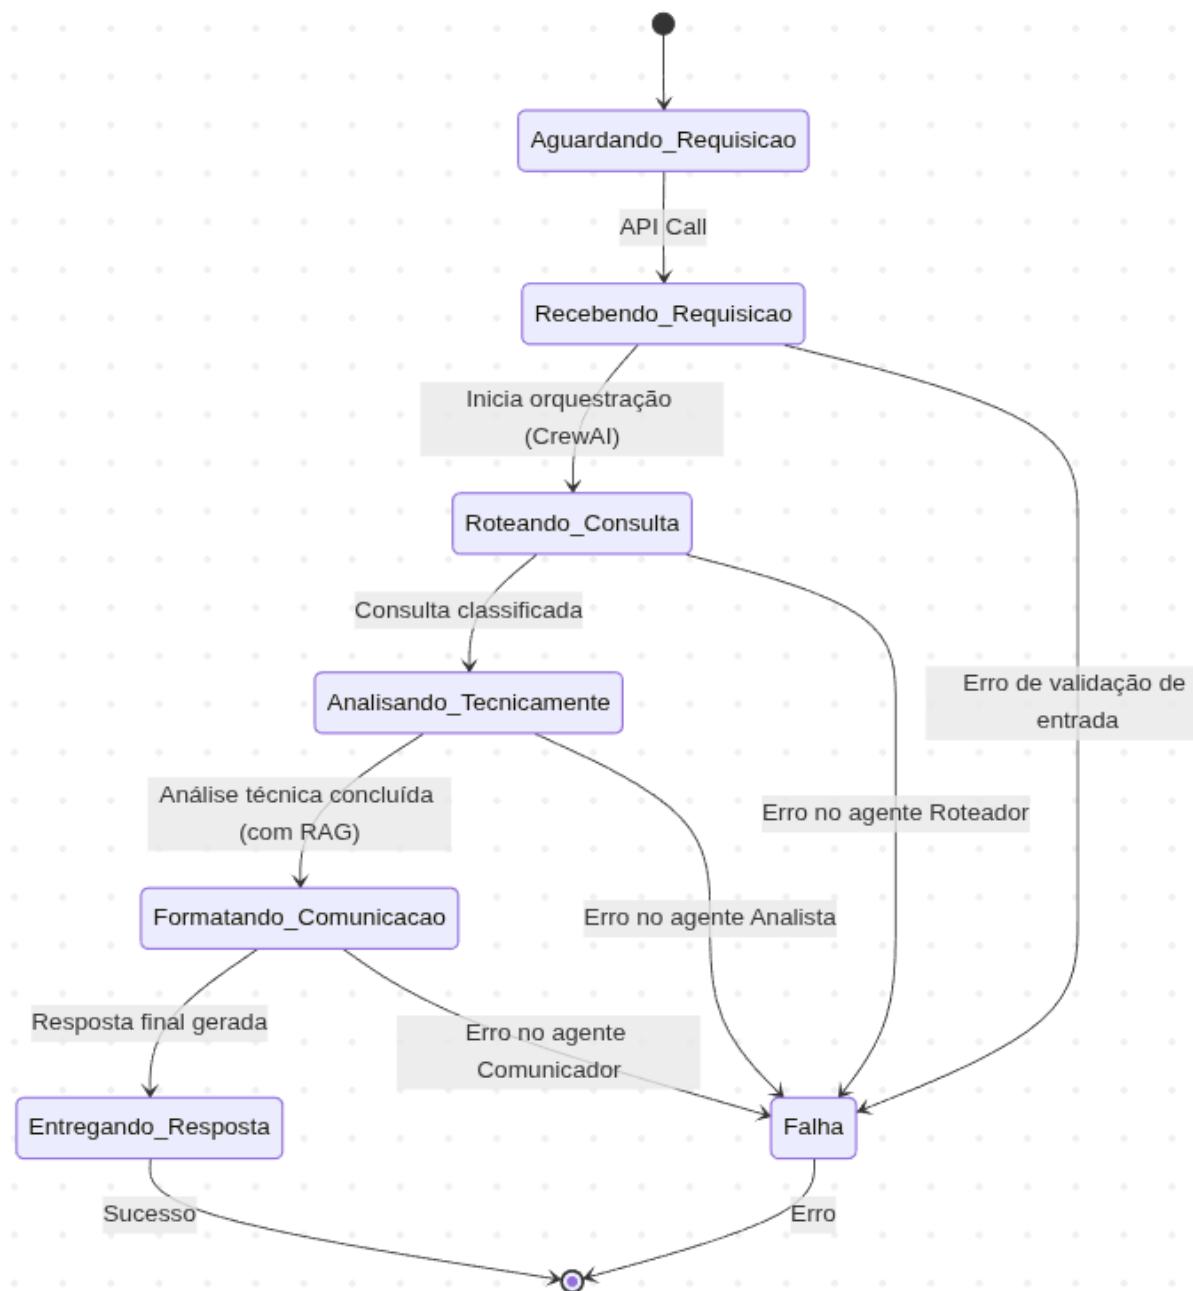 Aguardando_Requisicao
API Call
Recebendo_Requisicao
Inicia orquestração
(CrewAI)
Roteando_Consulta
Consulta classificada
Erro de validação de
entrada
Analisando_Tecnicamente
Análise técnica concluída
(com RAG)
Erro no agente Roteador
Formatando_Comunicacao
Erro no agente Analista
Resposta final gerada
Erro no agente
Comunicador
Entregando_Resposta
Falha
Sucesso
Erro